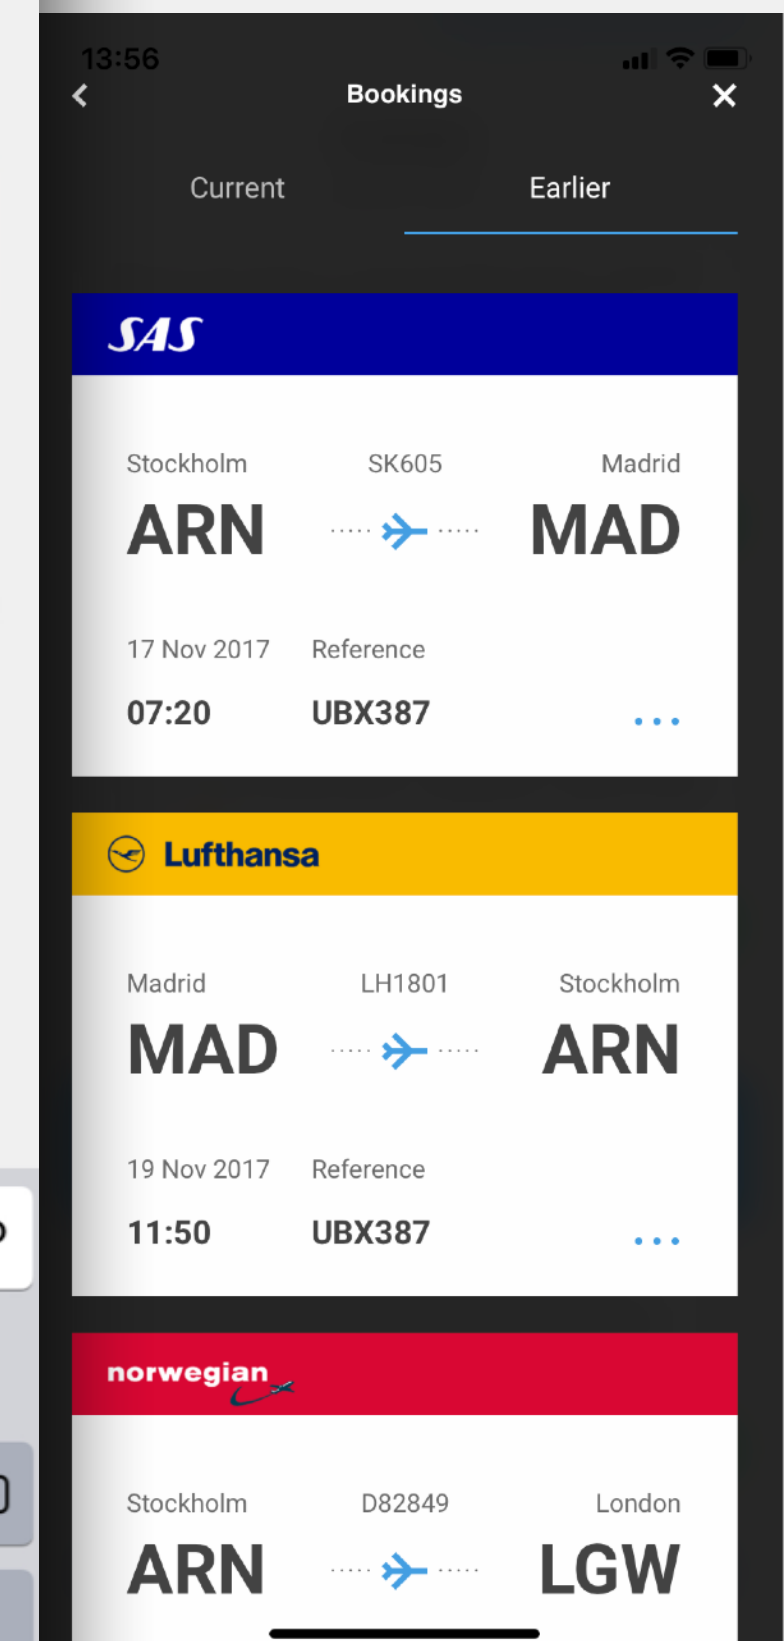 13:56
Bookings
Current Earlier
SAS
Stockholm SK605 Madrid
ARN MAD
17 Nov 2017 Reference
07:20 UBX387
Lufthansa
Madrid LH1801 Stockholm
MAD ARN
19 Nov 2017 Reference
11:50 UBX387
norwegian
Stockholm D82849 London
ARN LGW